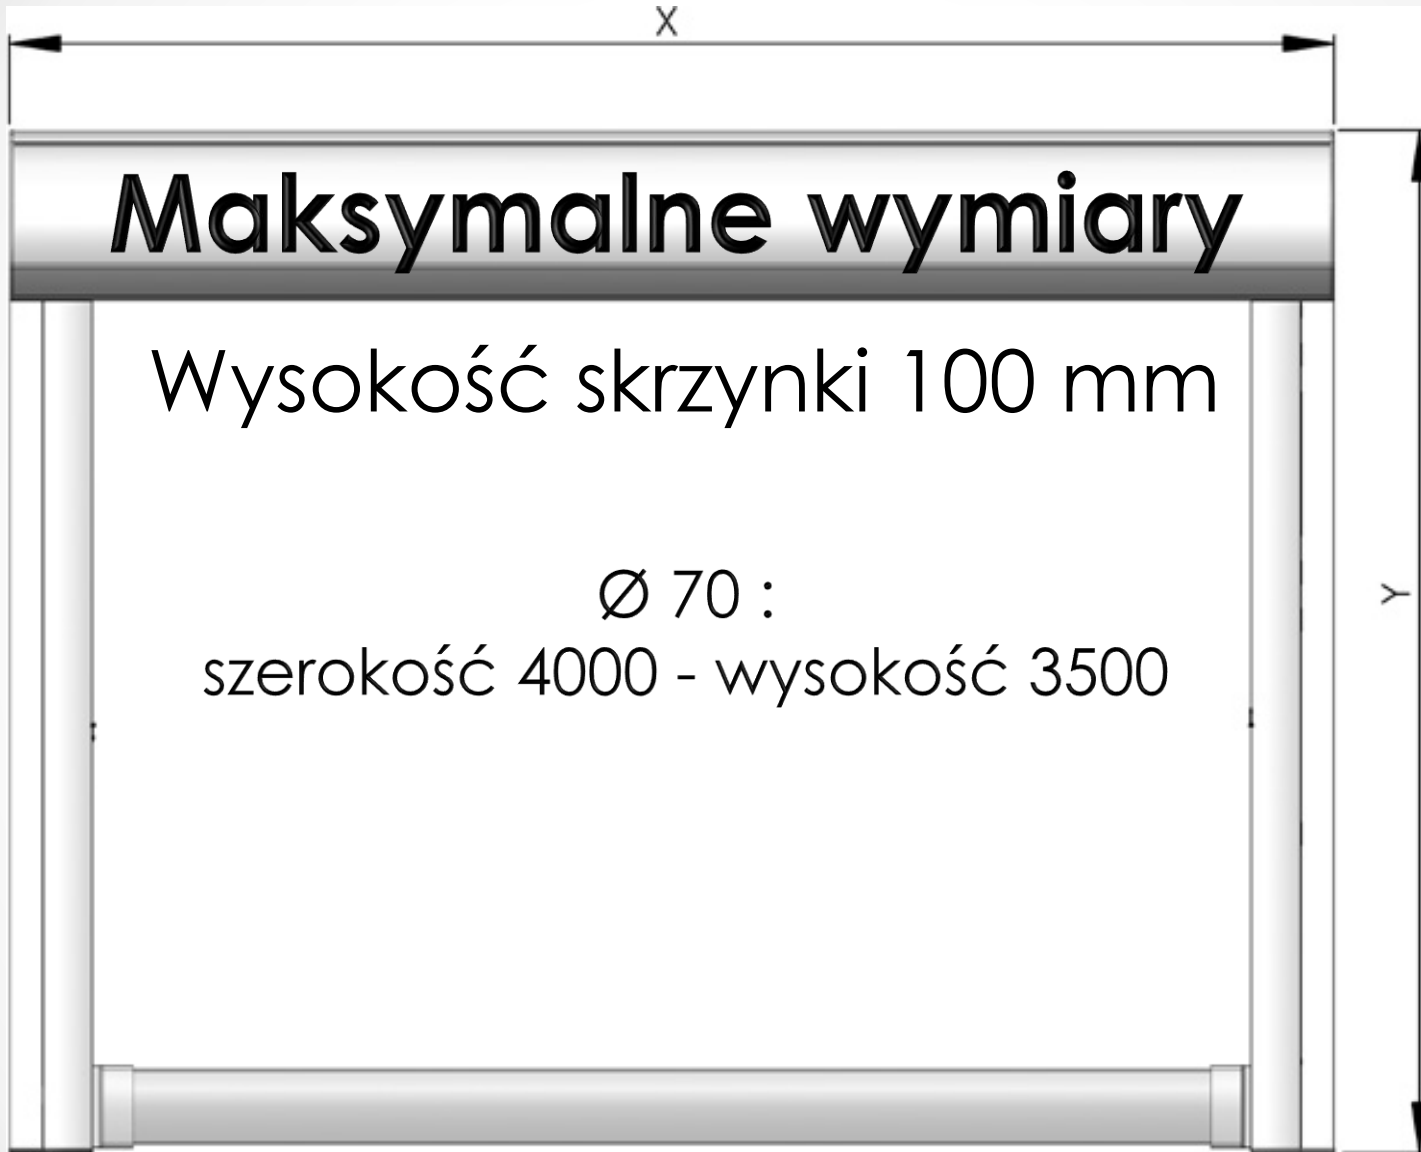 X
Maksymalne wymiary
Wysokość skrzynki 100 mm
Ø 70 :
szerokość 4000 - wysokość 3500
Y